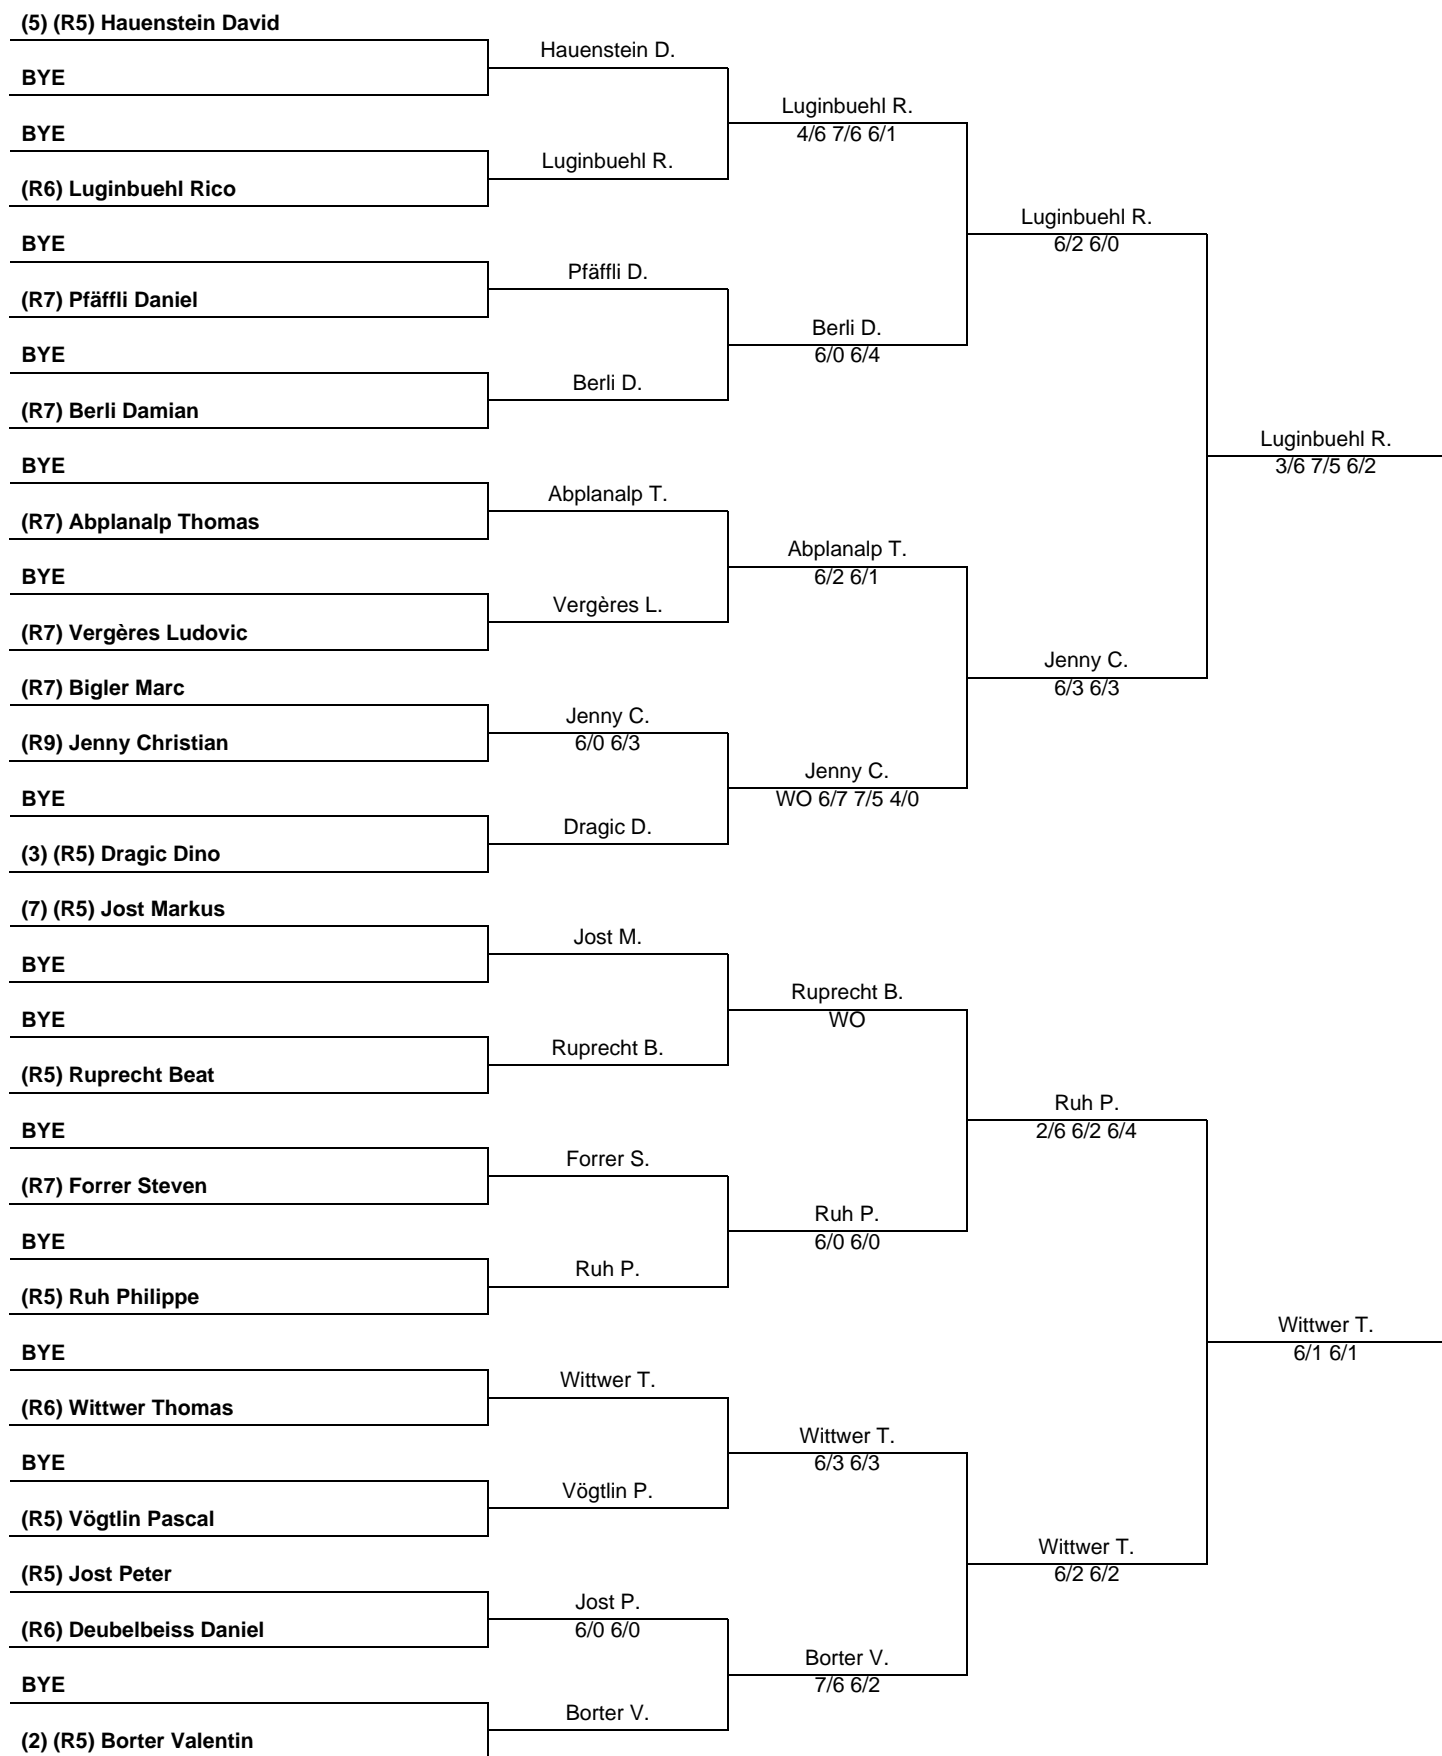 (5) (R5) Hauenstein David
Hauenstein D.
BYE
Luginbuehl R.
4/6 7/6 6/1
BYE
Luginbuehl R.
(R6) Luginbuehl Rico
Luginbuehl R.
6/2 6/0
BYE
Pfäffli D.
(R7) Pfäffli Daniel
Berli D.
6/0 6/4
BYE
Berli D.
(R7) Berli Damian
Luginbuehl R.
3/6 7/5 6/2
BYE
Abplanalp T.
(R7) Abplanalp Thomas
Abplanalp T.
6/2 6/1
BYE
Vergères L.
(R7) Vergères Ludovic
Jenny C.
6/3 6/3
(R7) Bigler Marc
Jenny C.
6/0 6/3
(R9) Jenny Christian
Jenny C.
WO 6/7 7/5 4/0
BYE
Dragic D.
(3) (R5) Dragic Dino
(7) (R5) Jost Markus
Jost M.
BYE
Ruprecht B.
WO
BYE
Ruprecht B.
(R5) Ruprecht Beat
Ruh P.
2/6 6/2 6/4
BYE
Forrer S.
(R7) Forrer Steven
Ruh P.
6/0 6/0
BYE
Ruh P.
(R5) Ruh Philippe
Wittwer T.
6/1 6/1
BYE
Wittwer T.
(R6) Wittwer Thomas
Wittwer T.
6/3 6/3
BYE
Vögtlin P.
(R5) Vögtlin Pascal
Wittwer T.
6/2 6/2
(R5) Jost Peter
Jost P.
6/0 6/0
(R6) Deubelbeiss Daniel
Borter V.
7/6 6/2
BYE
Borter V.
(2) (R5) Borter Valentin